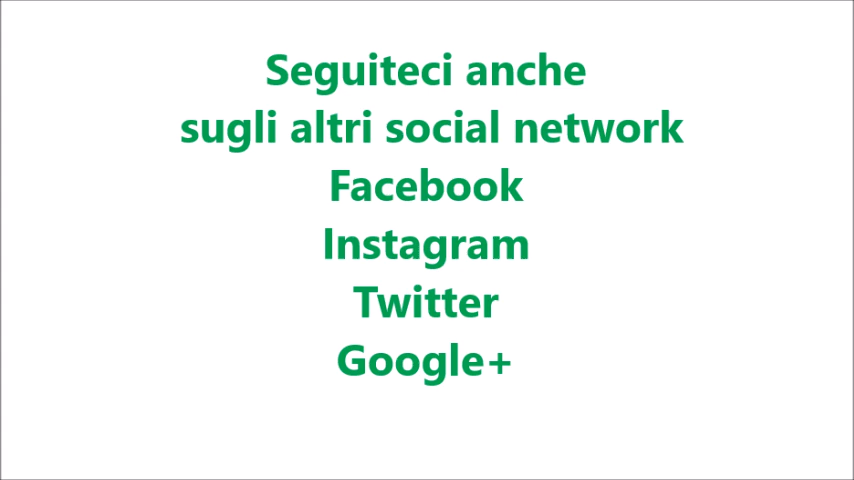 Seguiteci anche
sugli altri social network
Facebook
Instagram
Twitter
Google+